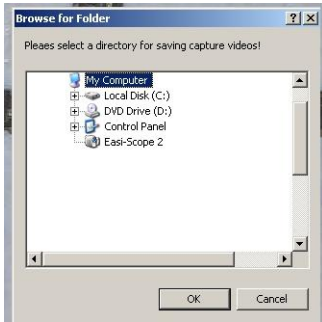 Browse for Folder
Pleaes select a directory for saving capture videos!
My Computer
Local Disk (C:)
DVD Drive (D:)
Control Panel
Easi-Scope 2
OK Cancel